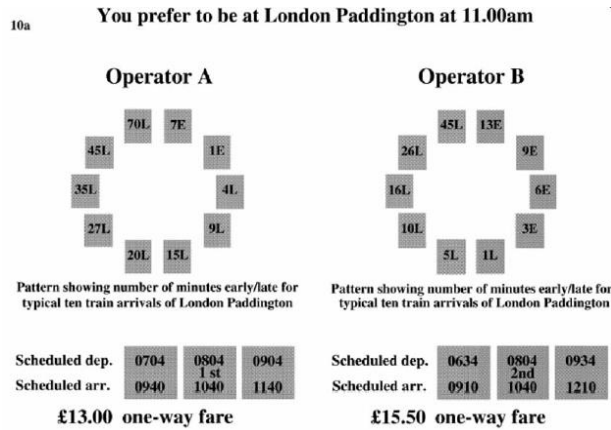 10a
You prefer to be at London Paddington at 11.00am
Operator A
70L 7E
45L 1E
35L 4L
27L 9L
20L 15L
Pattern showing number of minutes early/late for
typical ten train arrivals of London Paddington
Scheduled dep. 0704 0804 0904
1 st
Scheduled arr. 0940 1040 1140
£13.00 one-way fare
Operator B
45L 13E
26L 9E
16L 6E
10L 3E
5L 1L
Pattern showing number of minutes early/late for
typical ten train arrivals of London Paddington
Scheduled dep. 0634 0804 0934
2nd
Scheduled arr. 0910 1040 1210
£15.50 one-way fare